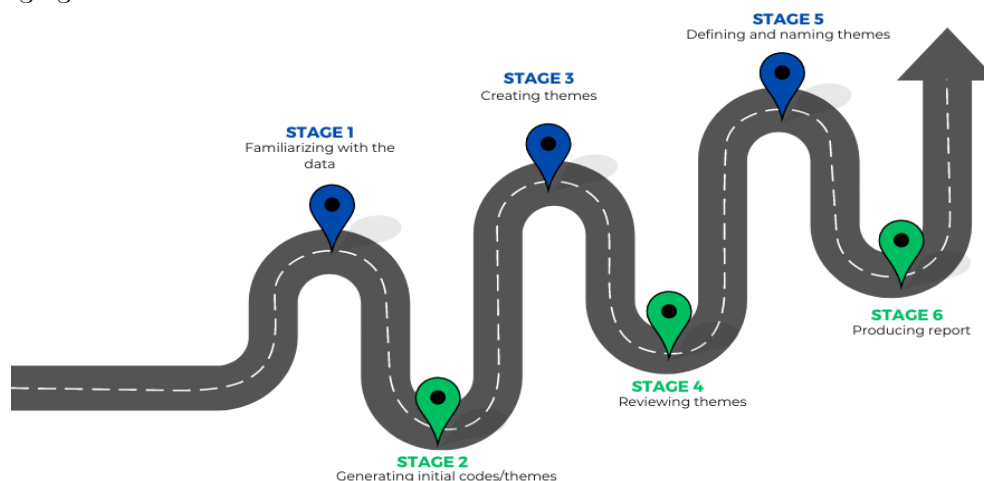 STAGE 1
Familiarizing with the
data
STAGE 2
Generating initial codes/themes
STAGE 3
Creating themes
STAGE 4
Reviewing themes
STAGE 5
Defining and naming themes
STAGE 6
Producing report